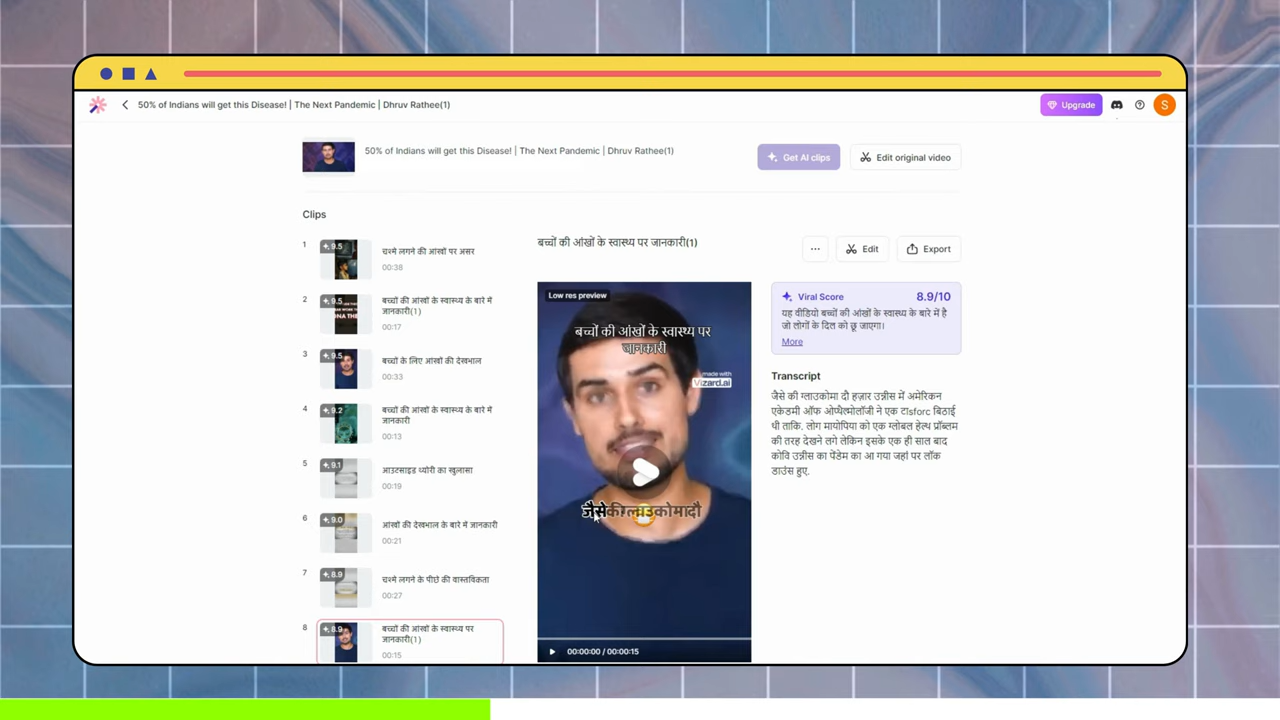 50% of Indians will get this Disease! | The Next Pandemic | Dhruv Rathee(1)
Upgrade
S
50% of Indians will get this Disease! | The Next Pandemic | Dhruv Rathee(1)
Get AI clips
Edit original video
Clips
1
9.5
चश्मे लगने की आंखों पर असर
00:38
2
9.5
बच्चों की आंखों के स्वास्थ्य के बारे में
जानकारी(1)
00:17
3
9.5
बच्चों के लिए आंखों की देखभाल
00:33
4
9.2
बच्चों की आंखों के स्वास्थ्य के बारे में
जानकारी
00:13
5
9.1
आउटसाइड थ्योरी का खुलासा
00:19
6
9.0
आंखों की देखभाल के बारे में जानकारी
00:21
7
8.9
चश्मे लगने के पीछे की वास्तविकता
00:27
8
8.9
बच्चों की आंखों के स्वास्थ्य पर
जानकारी(1)
00:15
बच्चों की आंखों के स्वास्थ्य पर जानकारी(1)
Edit
Export
Low res preview
बच्चों की आंखों के स्वास्थ्य पर
जानकारी
made with
Vizard.ai
जैसेकीग्लाउकोमादौ
00:00:00 / 00:00:15
Viral Score
8.9/10
यह वीडियो बच्चों की आंखों के स्वास्थ्य के बारे में है
जो लोगों के दिल को छू जाएगा।
More
Transcript
जैसे की ग्लाउकोमा दौ हज़ार उन्नीस में अमेरिकन
एकेडमी ऑफ ओप्थैल्मोलॉजी ने एक टाsforc बिठाई
थी ताकि. लोग मायोपिया को एक ग्लोबल हेल्थ प्रॉब्लम
की तरह देखने लगे लेकिन इसके एक ही साल बाद
कोवि उन्नीस का पेंडेम का आ गया जहां पर लॉक
डाउंस हुए.